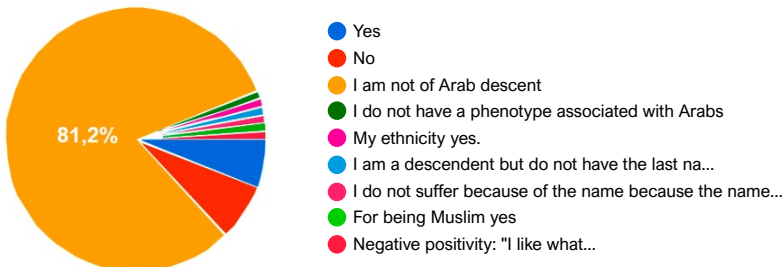 81,2%
Yes
No
I am not of Arab descent
I do not have a phenotype associated with Arabs
My ethnicity yes.
I am a descendent but do not have the last na...
I do not suffer because of the name because the name...
For being Muslim yes
Negative positivity: "I like what...